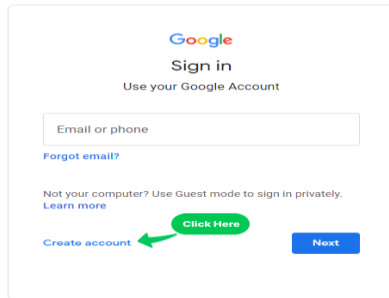 Google
Sign in
Use your Google Account
Email or phone
Forgot email?
Not your computer? Use Guest mode to sign in privately.
Learn more
Click Here
Create account
Next